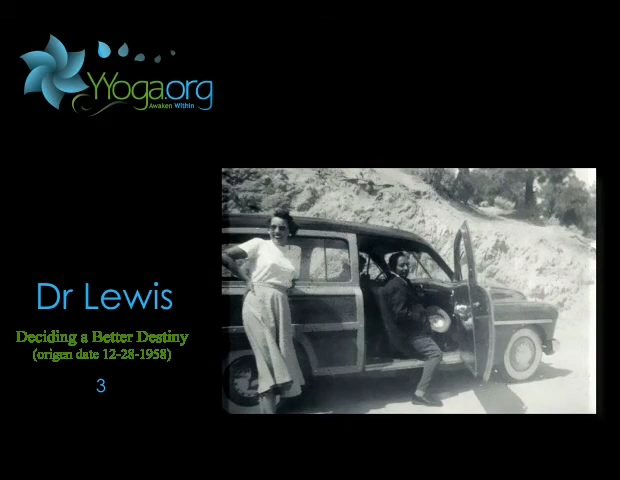 YYoga.org
Awaken Within
Dr Lewis
Deciding a Better Destiny
(origen date 12-28-1958)
3